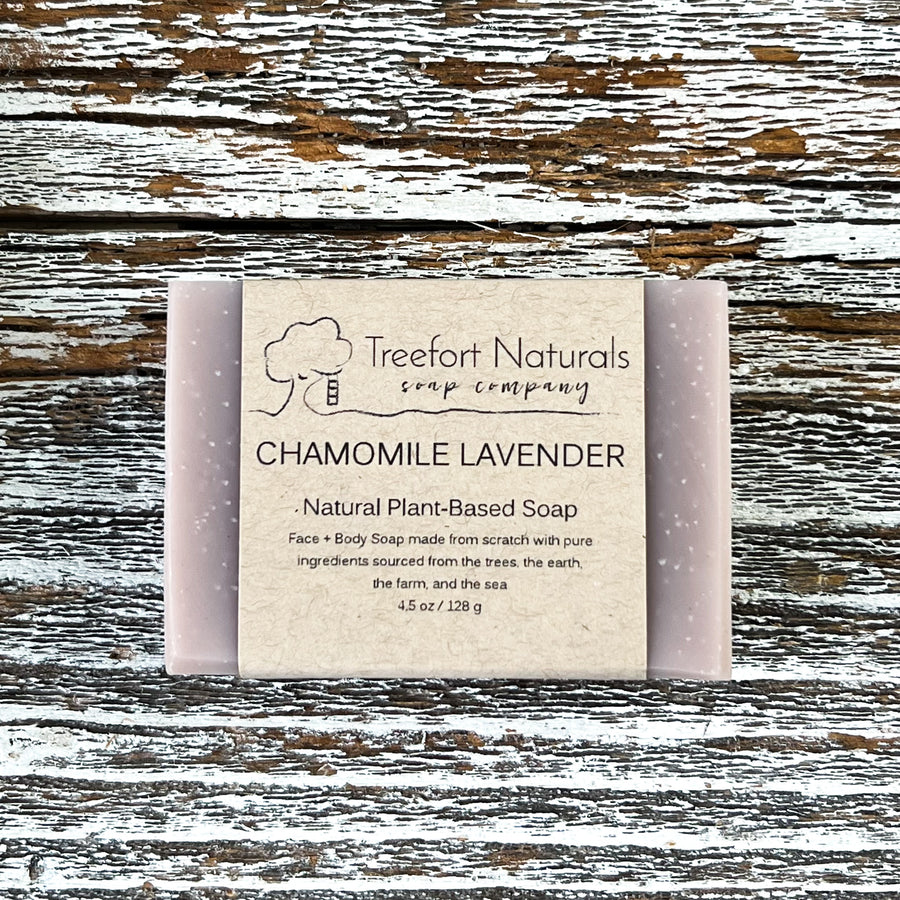 Treefort Naturals
soap company
CHAMOMILE LAVENDER
Natural Plant-Based Soap
Face + Body Soap made from scratch with pure
ingredients sourced from the trees, the earth,
the farm, and the sea
4.5 oz / 128 g